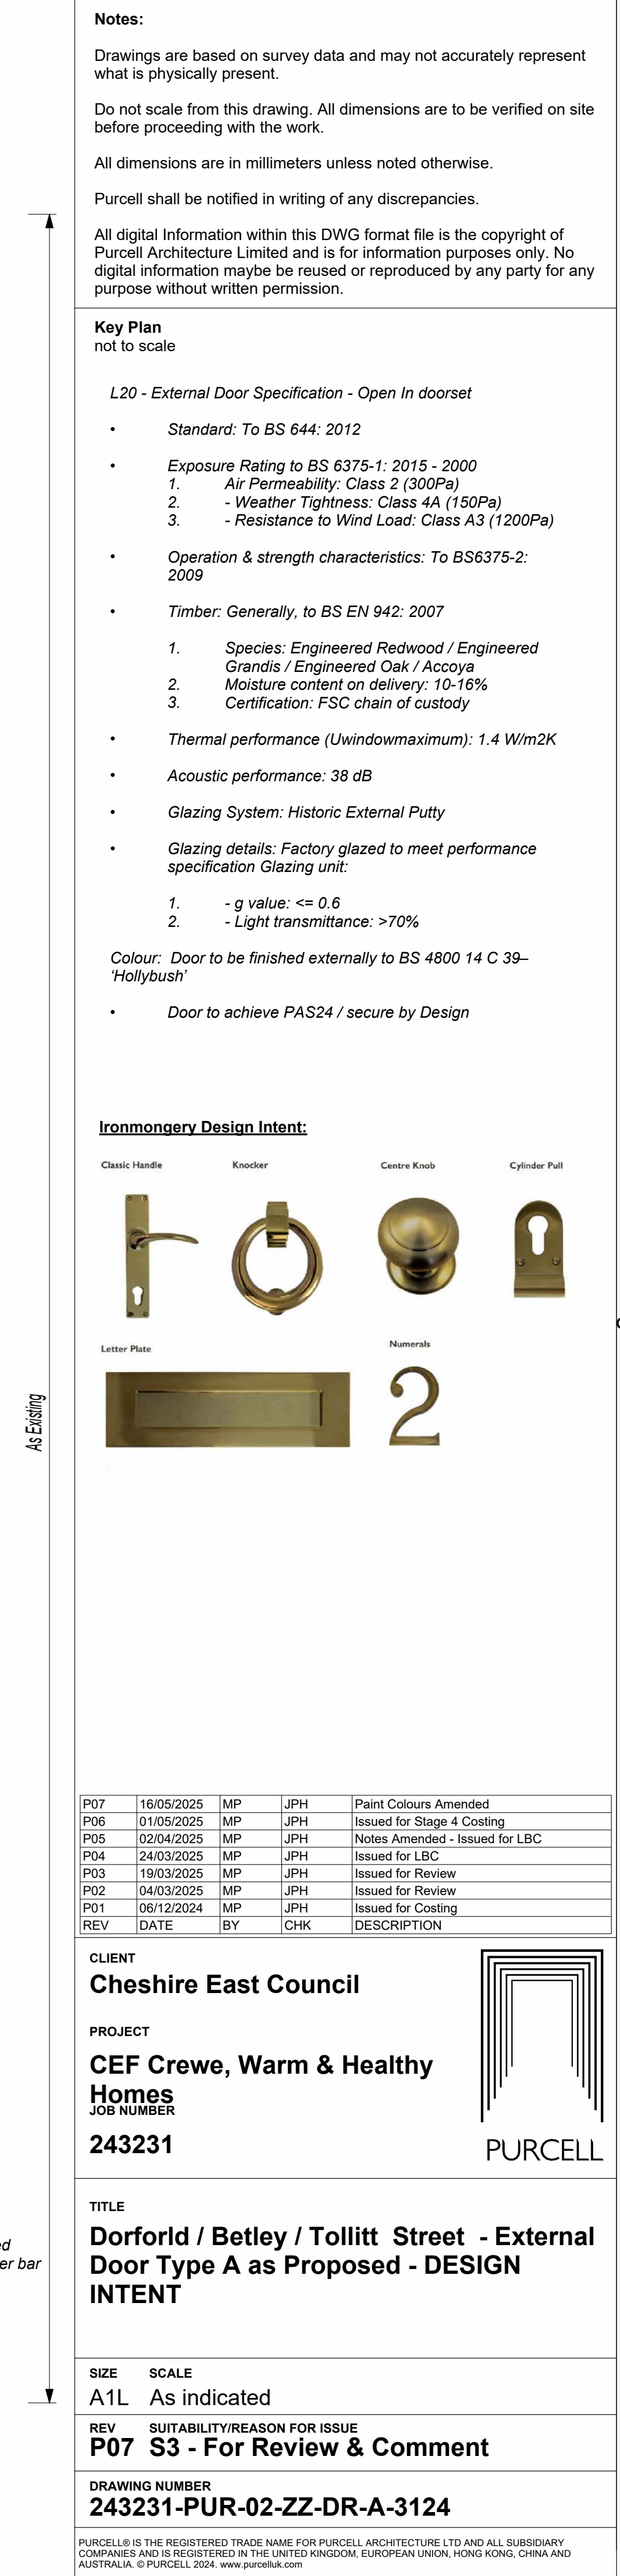 Notes:
Drawings are based on survey data and may not accurately represent
what is physically present.
Do not scale from this drawing. All dimensions are to be verified on site
before proceeding with the work.
All dimensions are in millimeters unless noted otherwise.
Purcell shall be notified in writing of any discrepancies.
All digital Information within this DWG format file is the copyright of
Purcell Architecture Limited and is for information purposes only. No
digital information maybe be reused or reproduced by any party for any
purpose without written permission.
Key Plan
not to scale
L20 - External Door Specification - Open In doorset
• Standard: To BS 644: 2012
• Exposure Rating to BS 6375-1: 2015 - 2000
1. Air Permeability: Class 2 (300Pa)
2. - Weather Tightness: Class 4A (150Pa)
3. - Resistance to Wind Load: Class A3 (1200Pa)
• Operation & strength characteristics: To BS6375-2:
2009
• Timber: Generally, to BS EN 942: 2007
1. Species: Engineered Redwood / Engineered
Grandis / Engineered Oak / Accoya
2. Moisture content on delivery: 10-16%
3. Certification: FSC chain of custody
• Thermal performance (Uwindowmaximum): 1.4 W/m2K
• Acoustic performance: 38 dB
• Glazing System: Historic External Putty
• Glazing details: Factory glazed to meet performance
specification Glazing unit:
1. - g value: <= 0.6
2. - Light transmittance: >70%
Colour:  Door to be finished externally to BS 4800 14 C 39–
‘Hollybush’
• Door to achieve PAS24 / secure by Design
Ironmongery Design Intent:
Classic Handle Knocker Centre Knob Cylinder Pull
Letter Plate Numerals
2
As Existing
P07 16/05/2025 MP JPH Paint Colours Amended
P06 01/05/2025 MP JPH Issued for Stage 4 Costing
P05 02/04/2025 MP JPH Notes Amended - Issued for LBC
P04 24/03/2025 MP JPH Issued for LBC
P03 19/03/2025 MP JPH Issued for Review
P02 04/03/2025 MP JPH Issued for Review
P01 06/12/2024 MP JPH Issued for Costing
REV DATE BY CHK DESCRIPTION
CLIENT
Cheshire East Council
PROJECT
CEF Crewe, Warm & Healthy
Homes
JOB NUMBER
243231
PURCELL
TITLE
Dorforld / Betley / Tollitt  Street  - External
Door Type A as Proposed - DESIGN
INTENT
er bar
SIZE SCALE
A1L As indicated
REV SUITABILITY/REASON FOR ISSUE
P07 S3 - For Review & Comment
DRAWING NUMBER
243231-PUR-02-ZZ-DR-A-3124
PURCELL® IS THE REGISTERED TRADE NAME FOR PURCELL ARCHITECTURE LTD AND ALL SUBSIDIARY
COMPANIES AND IS REGISTERED IN THE UNITED KINGDOM, EUROPEAN UNION, HONG KONG, CHINA AND
AUSTRALIA. © PURCELL 2024. www.purcelluk.com